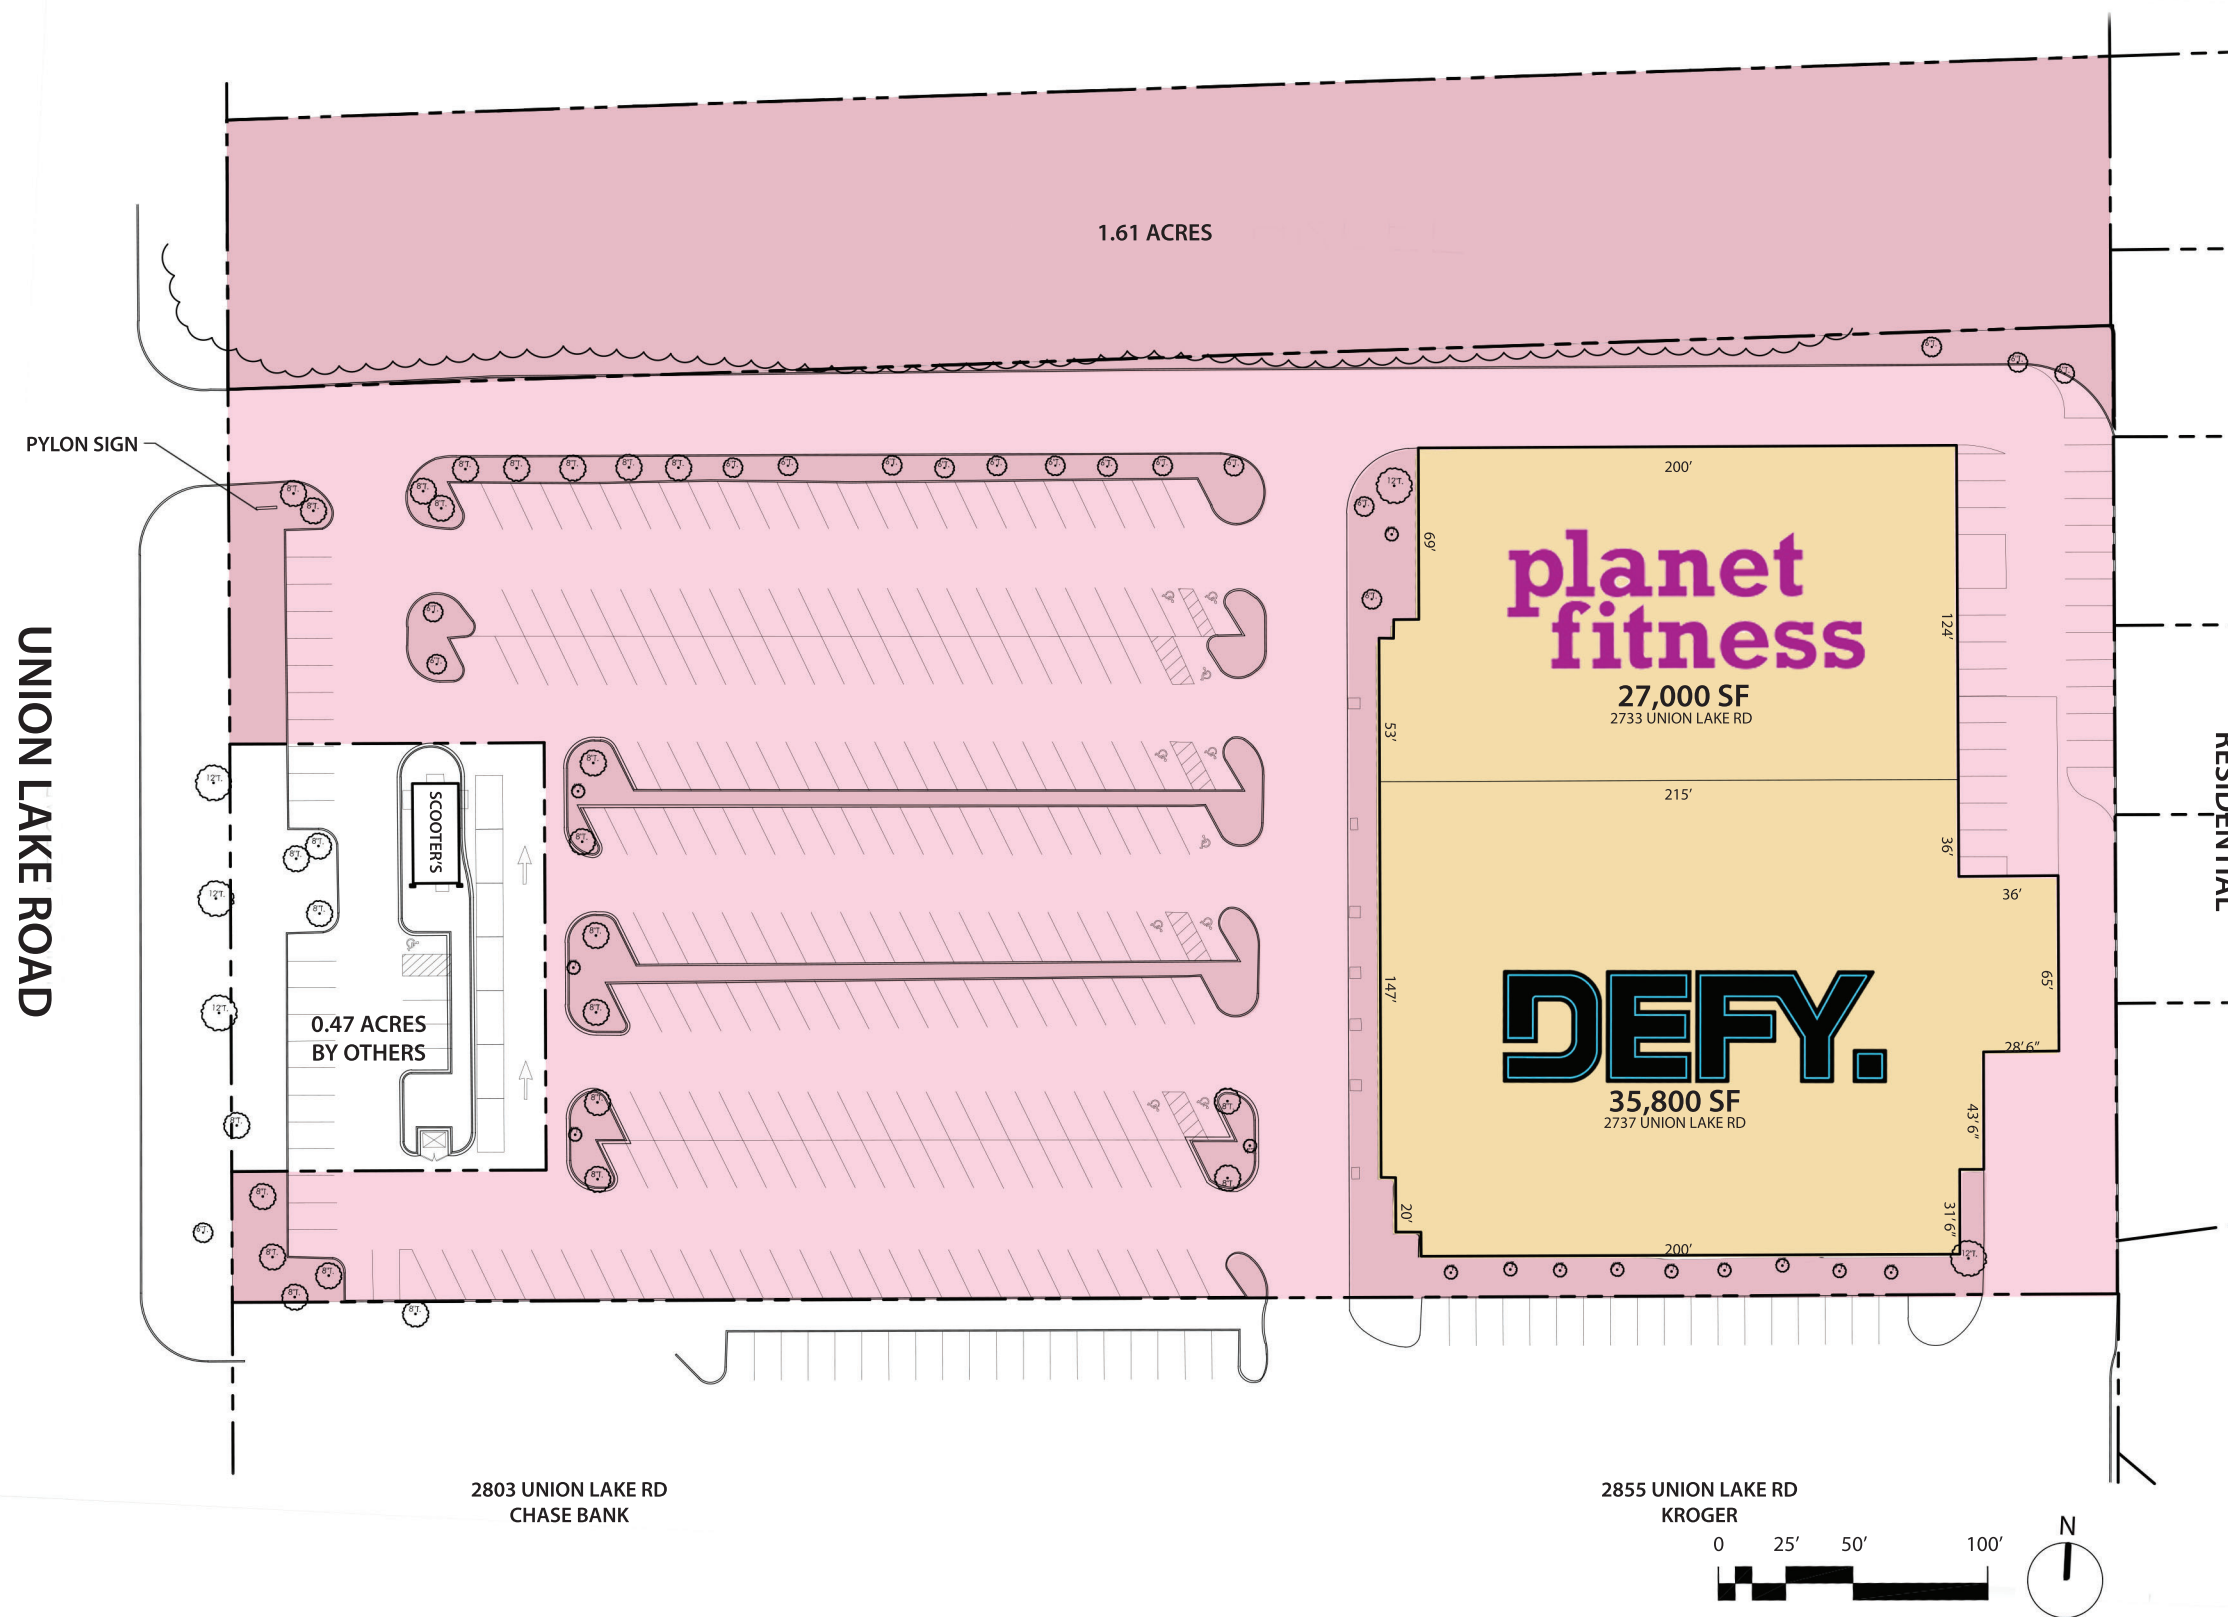 1.61 ACRES
PYLON SIGN
UNION LAKE ROAD
200'
69'
planet
fitness
27,000 SF
2733 UNION LAKE RD
124'
53'
215'
36'
36'
SCOOTER'S
0.47 ACRES
BY OTHERS
147'
65'
DEFY.
35,800 SF
2737 UNION LAKE RD
28'6"
43'6"
20'
31'6"
200'
RESIDENTIAL
12"T.
8"T.
2803 UNION LAKE RD
CHASE BANK
2855 UNION LAKE RD
KROGER
0 25' 50' 100'
N